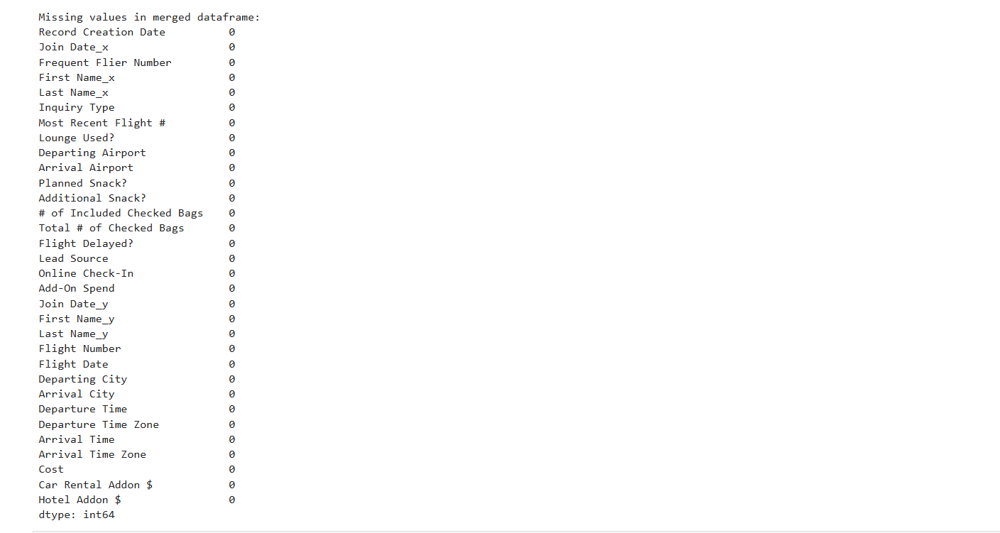 Missing values in merged dataframe:
Record Creation Date 0
Join Date_x 0
Frequent Flier Number 0
First Name_x 0
Last Name_x 0
Inquiry Type 0
Most Recent Flight # 0
Lounge Used? 0
Departing Airport 0
Arrival Airport 0
Planned Snack? 0
Additional Snack? 0
# of Included Checked Bags 0
Total # of Checked Bags 0
Flight Delayed? 0
Lead Source 0
Online Check-In 0
Add-On Spend 0
Join Date_y 0
First Name_y 0
Last Name_y 0
Flight Number 0
Flight Date 0
Departing City 0
Arrival City 0
Departure Time 0
Departure Time Zone 0
Arrival Time 0
Arrival Time Zone 0
Cost 0
Car Rental Addon $ 0
Hotel Addon $ 0
dtype: int64